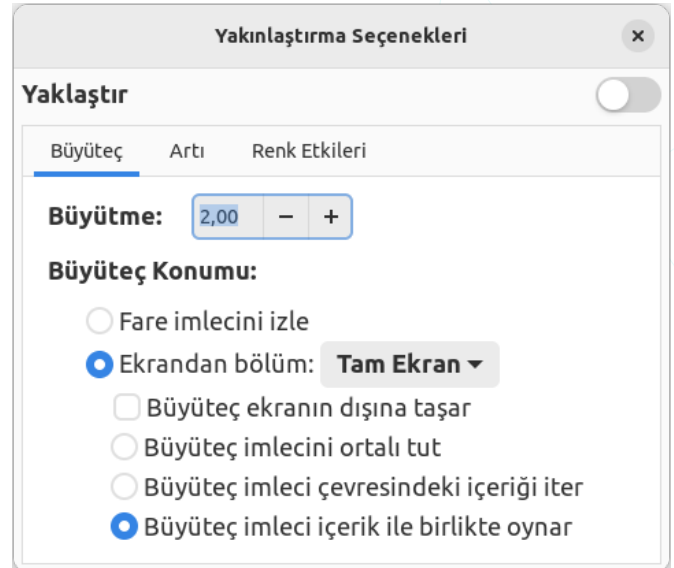 Yakınlaştırma Seçenekleri
Yaklaştır
Büyüteç Artı Renk Etkileri
Büyütme: 2,00 − +
Büyüteç Konumu:
Fare imlecini izle
Ekrandan bölüm: Tam Ekran
Büyüteç ekranın dışına taşar
Büyüteç imlecini ortalı tut
Büyüteç imleci çevresindeki içeriği iter
Büyüteç imleci içerik ile birlikte oynar